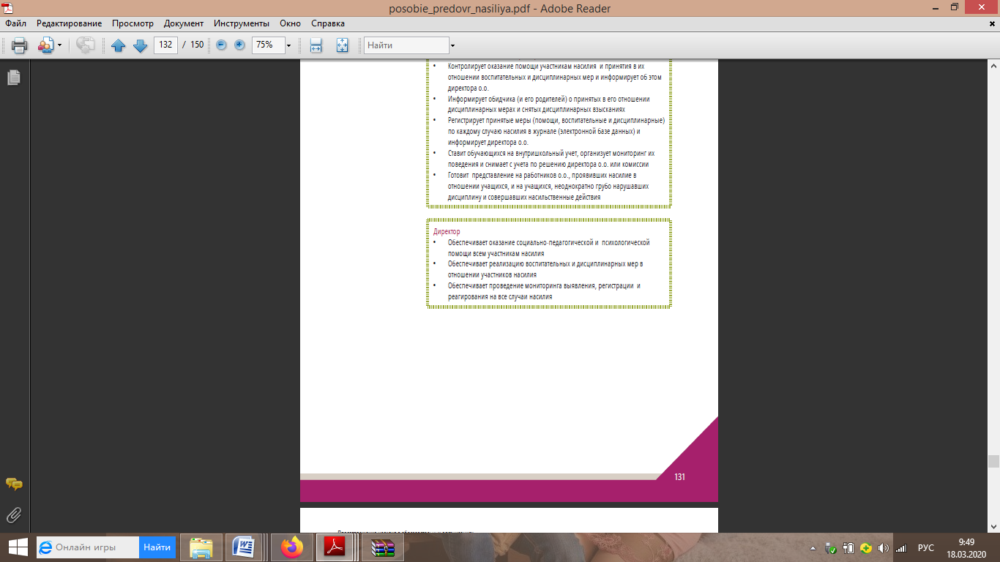 posobie_predovr_nasiliya.pdf - Adobe Reader
Файл Редактирование Просмотр Документ Инструменты Окно Справка
132 / 150 75% Найти
• Контролирует оказание помощи участникам насилия и принятия в их
отношении воспитательных и дисциплинарных мер и информирует об этом
директора о.о.
• Информирует обидчика (и его родителей) о принятых в его отношении
дисциплинарных мерах и снятых дисциплинарных взысканиях
• Регистрирует принятые меры (помощи, воспитательные и дисциплинарные)
по каждому случаю насилия в журнале (электронной базе данных) и
информирует директора о.о.
• Ставит обучающихся на внутришкольный учет, организует мониторинг их
поведения и снимает с учета по решению директора о.о. или комиссии
• Готовит представление на работников о.о., проявивших насилие в
отношении учащихся, и на учащихся, неоднократно грубо нарушавших
дисциплину и совершавших насильственные действия
Директор
• Обеспечивает оказание социально-педагогической и психологической
помощи всем участникам насилия
• Обеспечивает реализацию воспитательных и дисциплинарных мер в
отношении участников насилия
• Обеспечивает проведение мониторинга выявления, регистрации и
реагирования на все случаи насилия
131
Онлайн игры Найти
РУС
9:49
18.03.2020